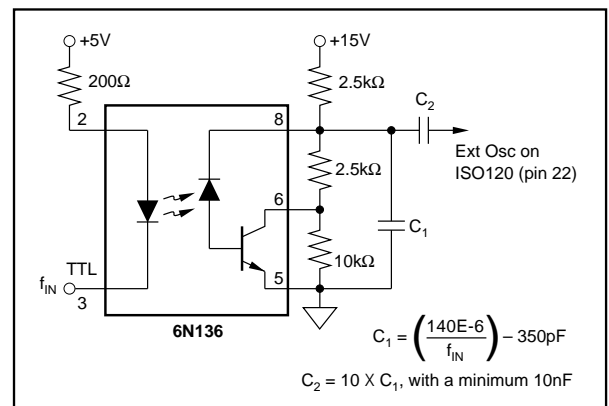 +5V
+15V
200Ω
2.5kΩ
C2
2
8
Ext Osc on
ISO120 (pin 22)
2.5kΩ
6
C1
10kΩ
TTL
fIN
3
5
6N136
C1 = (140E-6 / fIN) – 350pF
C2 = 10 X C1, with a minimum 10nF